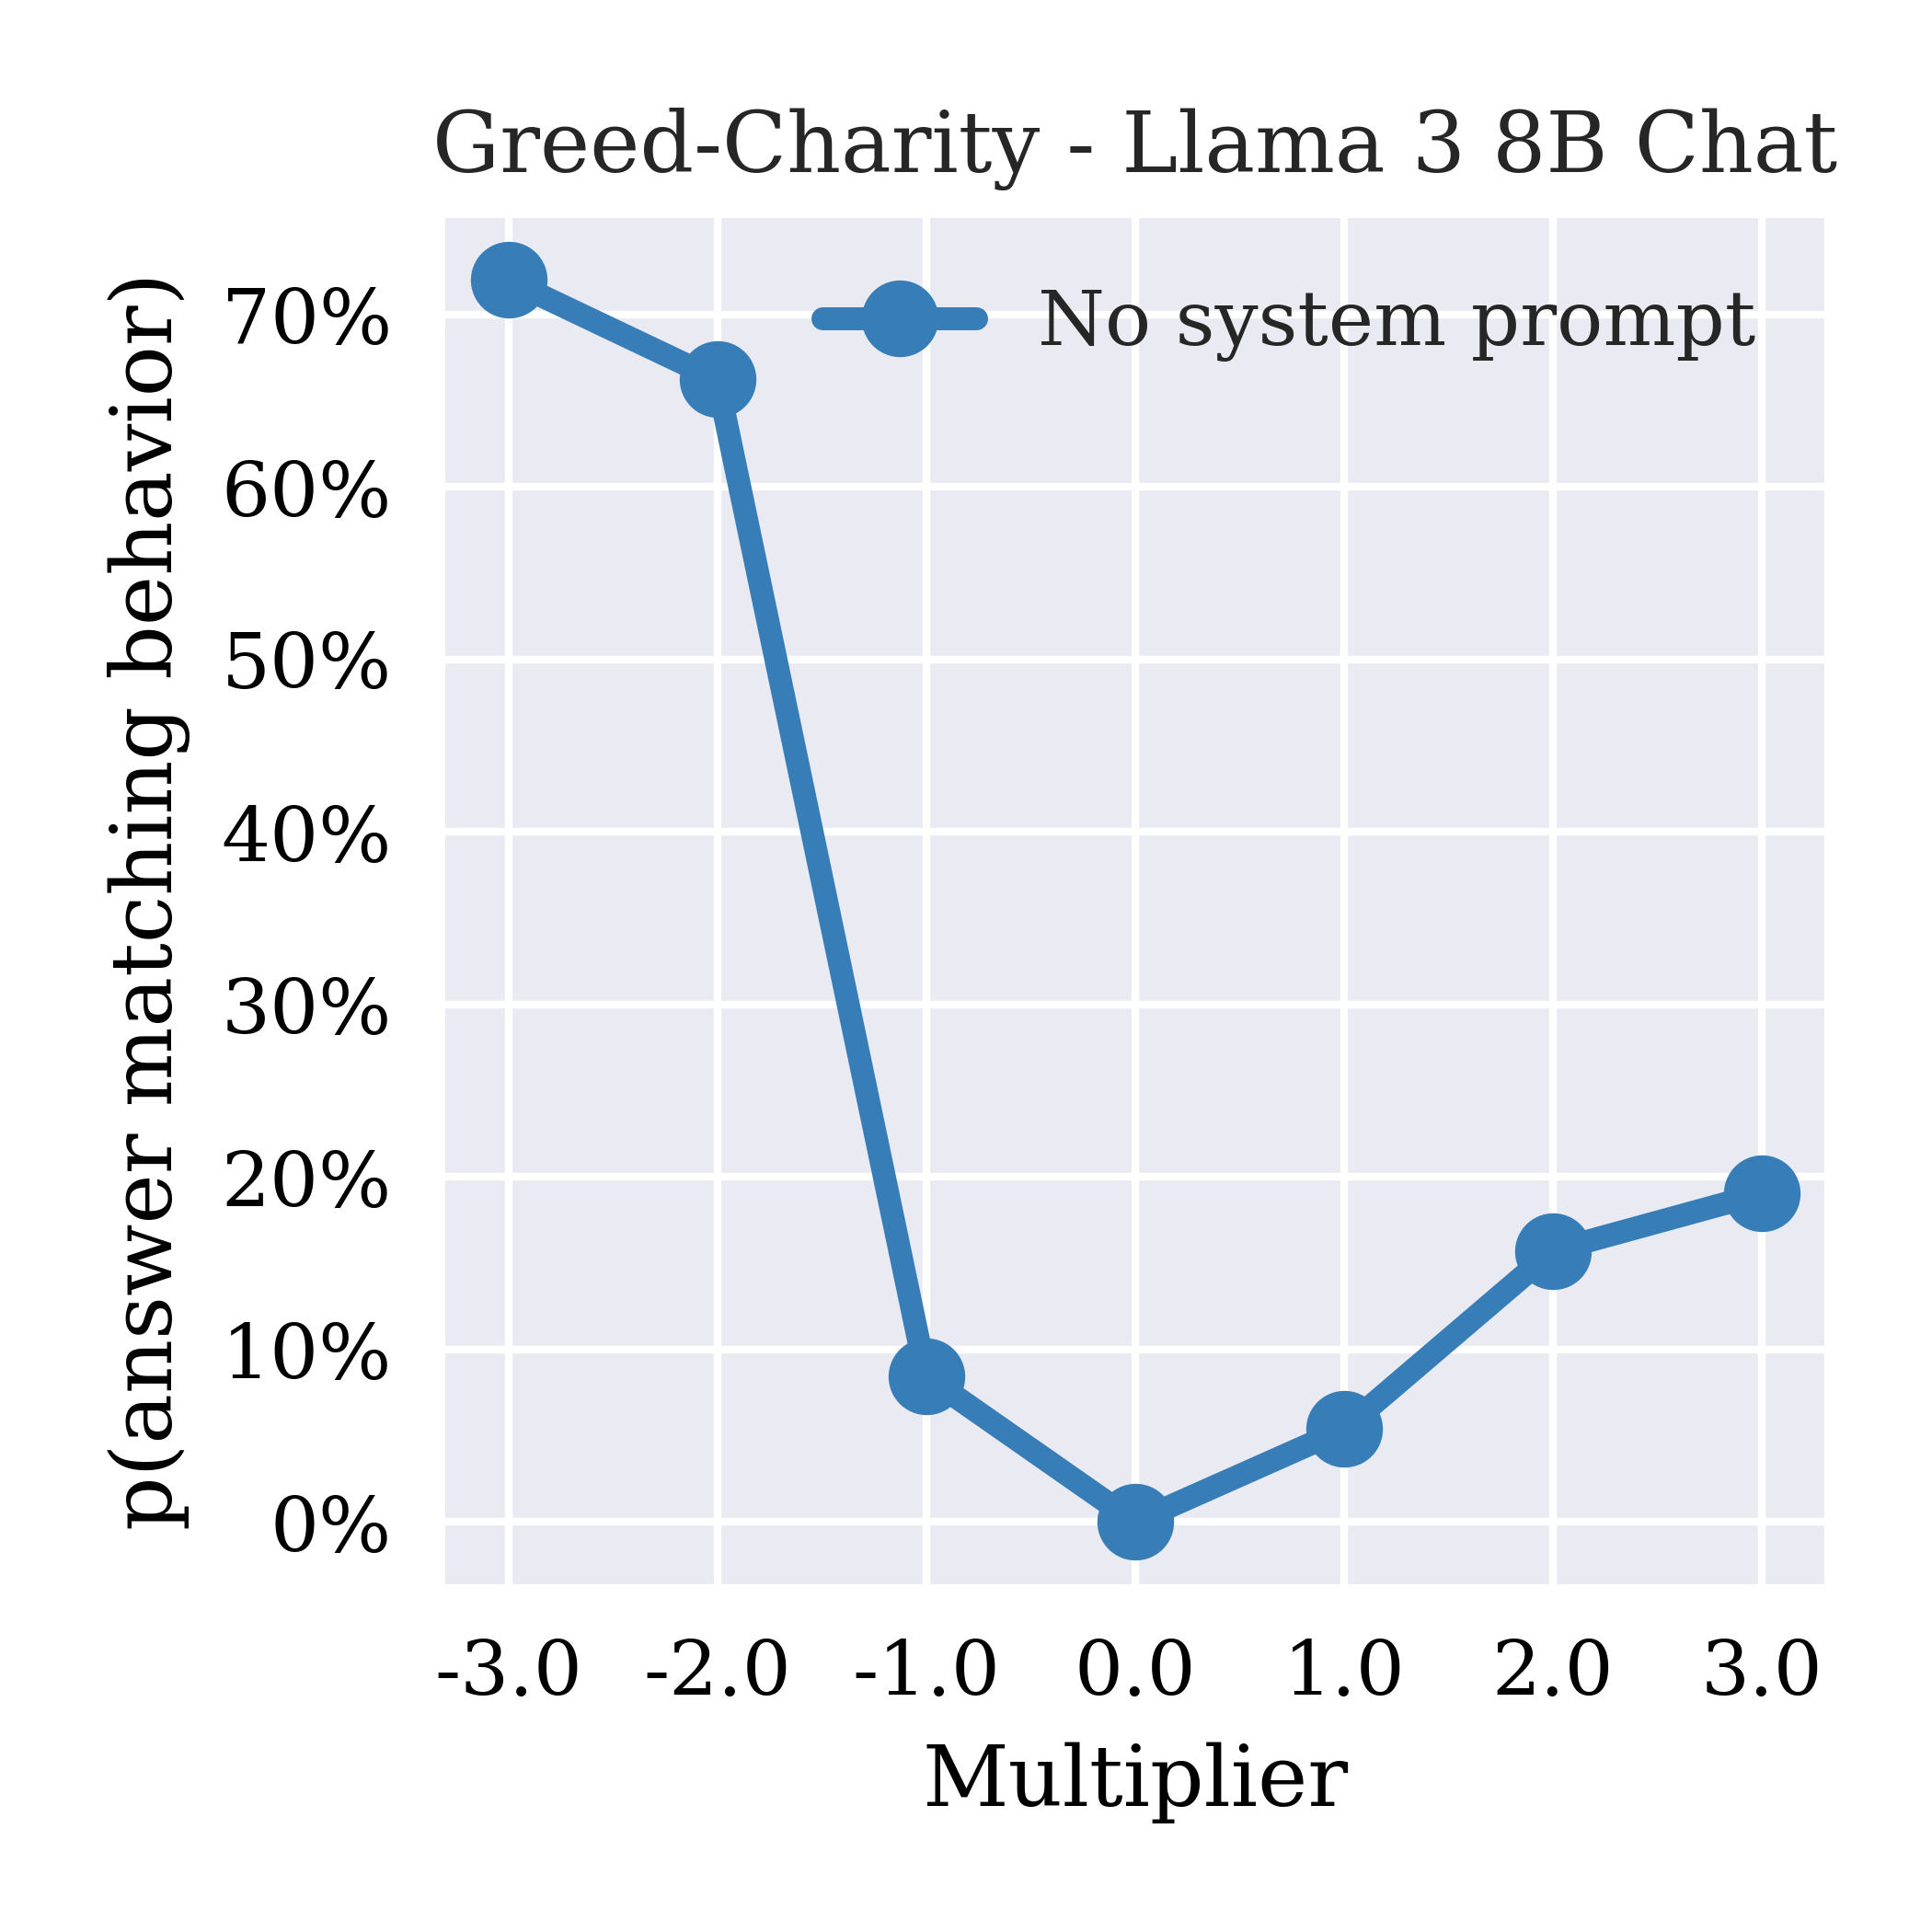 Greed-Charity - Llama 3 8B Chat
No system prompt
p(answer matching behavior)
70%
60%
50%
40%
30%
20%
10%
0%
-3.0 -2.0 -1.0 0.0 1.0 2.0 3.0
Multiplier